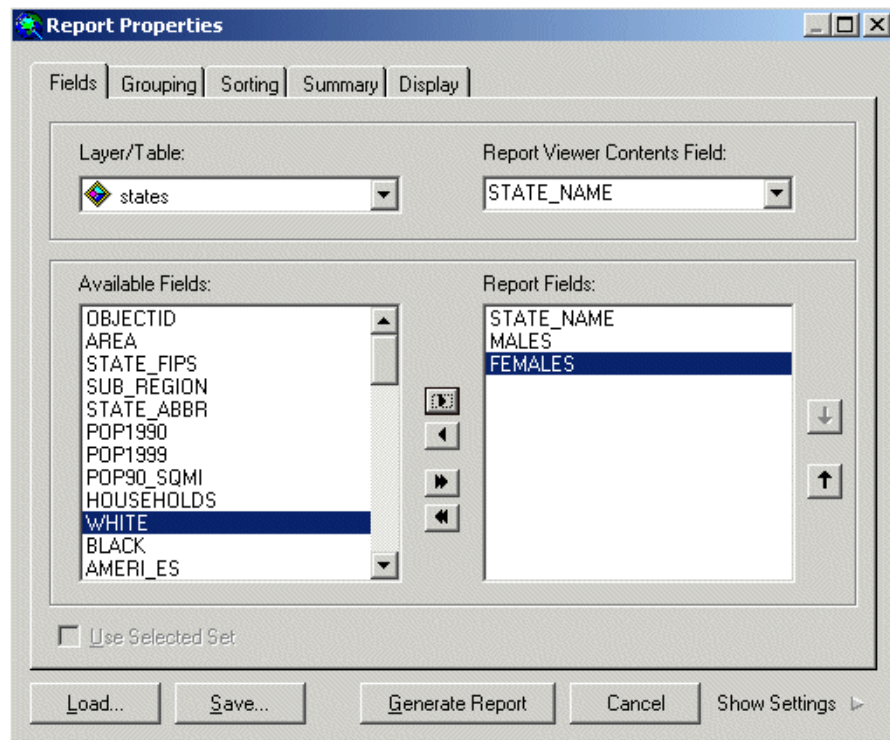 Report Properties
Fields Grouping Sorting Summary Display
Layer/Table:
states
Report Viewer Contents Field:
STATE_NAME
Available Fields:
OBJECTID
AREA
STATE_FIPS
SUB_REGION
STATE_ABBR
POP1990
POP1999
POP90_SQMI
HOUSEHOLDS
WHITE
BLACK
AMERI_ES
Report Fields:
STATE_NAME
MALES
FEMALES
Use Selected Set
Load... Save... Generate Report Cancel Show Settings